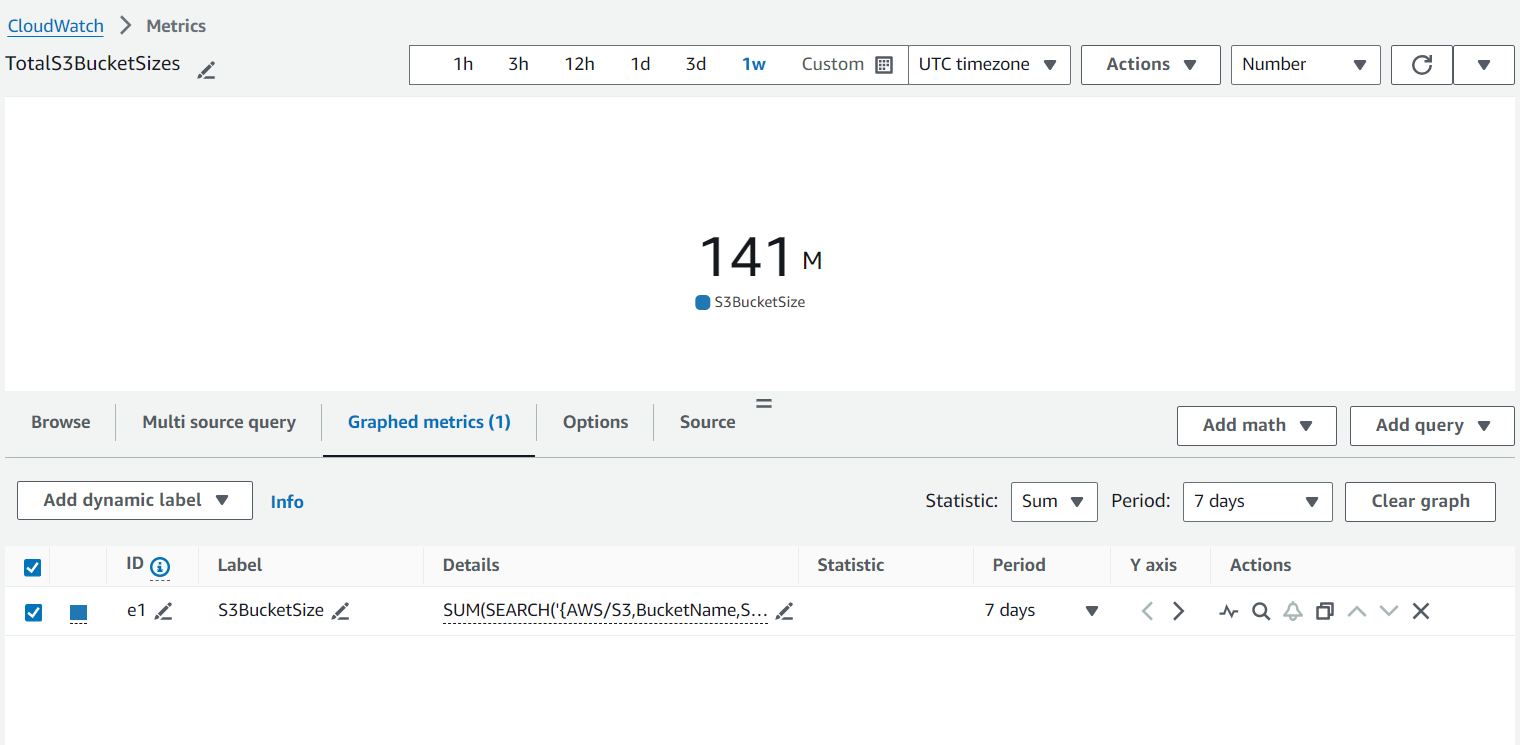 CloudWatch Metrics
TotalS3BucketSizes
1h 3h 12h 1d 3d 1w Custom UTC timezone Actions Number
141 M
S3BucketSize
Browse Multi source query Graphed metrics (1) Options Source Add math Add query
Add dynamic label Info Statistic: Sum Period: 7 days Clear graph
ID Label Details Statistic Period Y axis Actions
e1 S3BucketSize SUM(SEARCH('{AWS/S3,BucketName,S... 7 days